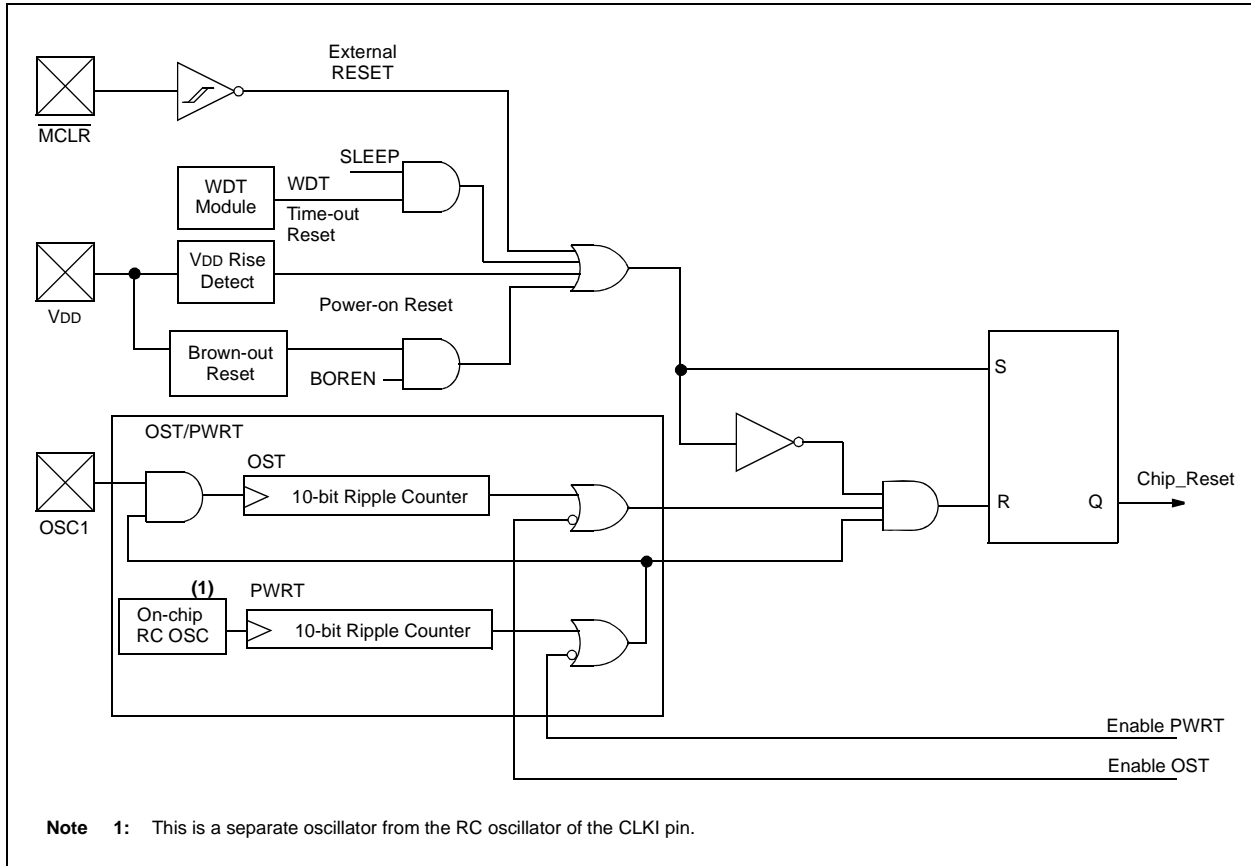 External
RESET
MCLR
SLEEP
WDT
Module
WDT
Time-out
Reset
VDD Rise
Detect
VDD
Power-on Reset
Brown-out
Reset
BOREN
S
OST/PWRT
OST
10-bit Ripple Counter
OSC1
Chip_Reset
R
Q
(1)
PWRT
On-chip
RC OSC
10-bit Ripple Counter
Enable PWRT
Enable OST
Note 1: This is a separate oscillator from the RC oscillator of the CLKI pin.